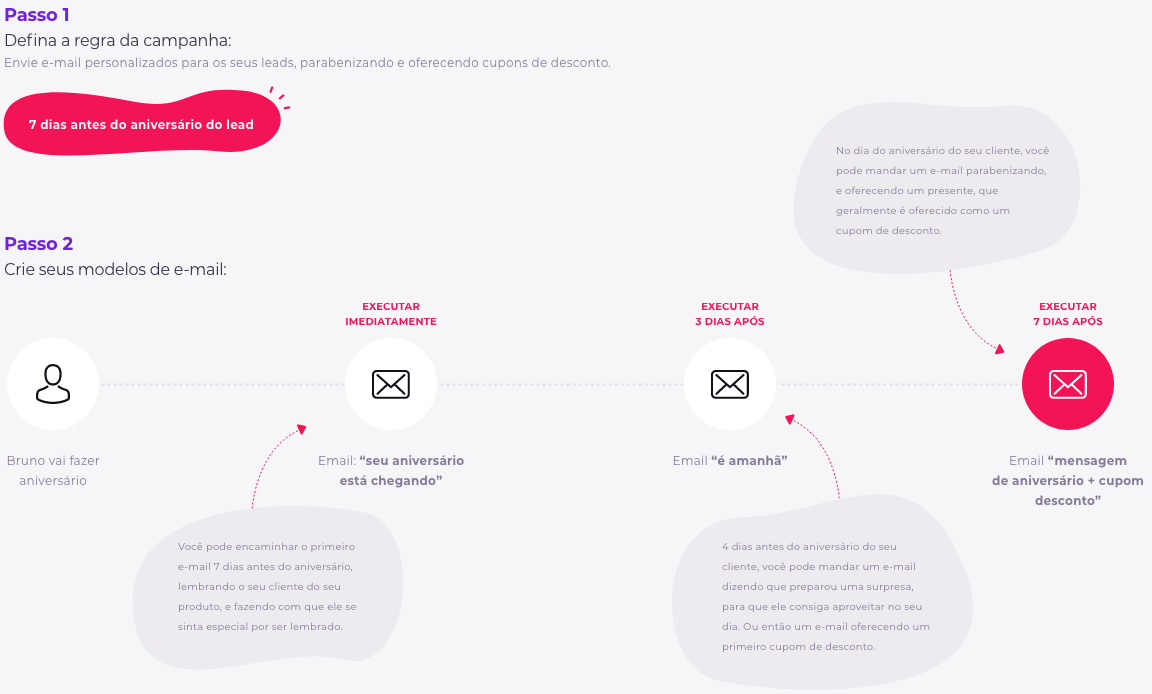 Passo 1
Defina a regra da campanha:
Envie e-mail personalizados para os seus leads, parabenizando e oferecendo cupons de desconto.
7 dias antes do aniversário do lead
No dia do aniversário do seu cliente, você
pode mandar um e-mail parabenizando,
e oferecendo um presente, que
geralmente é oferecido como um
cupom de desconto.
Passo 2
Crie seus modelos de e-mail:
EXECUTAR
IMEDIATAMENTE
EXECUTAR
3 DIAS APÓS
EXECUTAR
7 DIAS APÓS
Bruno vai fazer
aniversário
Email: “seu aniversário
está chegando”
Email “é amanhã”
Email “mensagem
de aniversário + cupom
desconto”
Você pode encaminhar o primeiro
e-mail 7 dias antes do aniversário,
lembrando o seu cliente do seu
produto, e fazendo com que ele se
sinta especial por ser lembrado.
4 dias antes do aniversário do seu
cliente, você pode mandar um e-mail
dizendo que preparou uma surpresa,
para que ele consiga aproveitar no seu
dia. Ou então um e-mail oferecendo um
primeiro cupom de desconto.